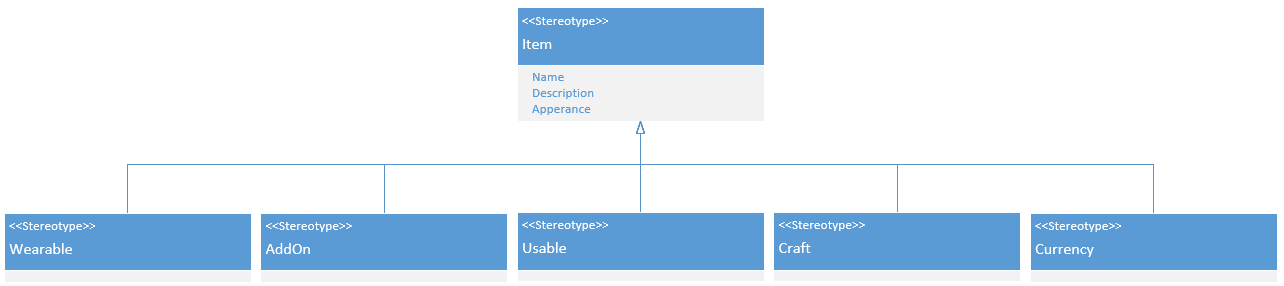 <<Stereotype>>
Item
Name
Description
Apperance
<<Stereotype>>
Wearable
<<Stereotype>>
AddOn
<<Stereotype>>
Usable
<<Stereotype>>
Craft
<<Stereotype>>
Currency